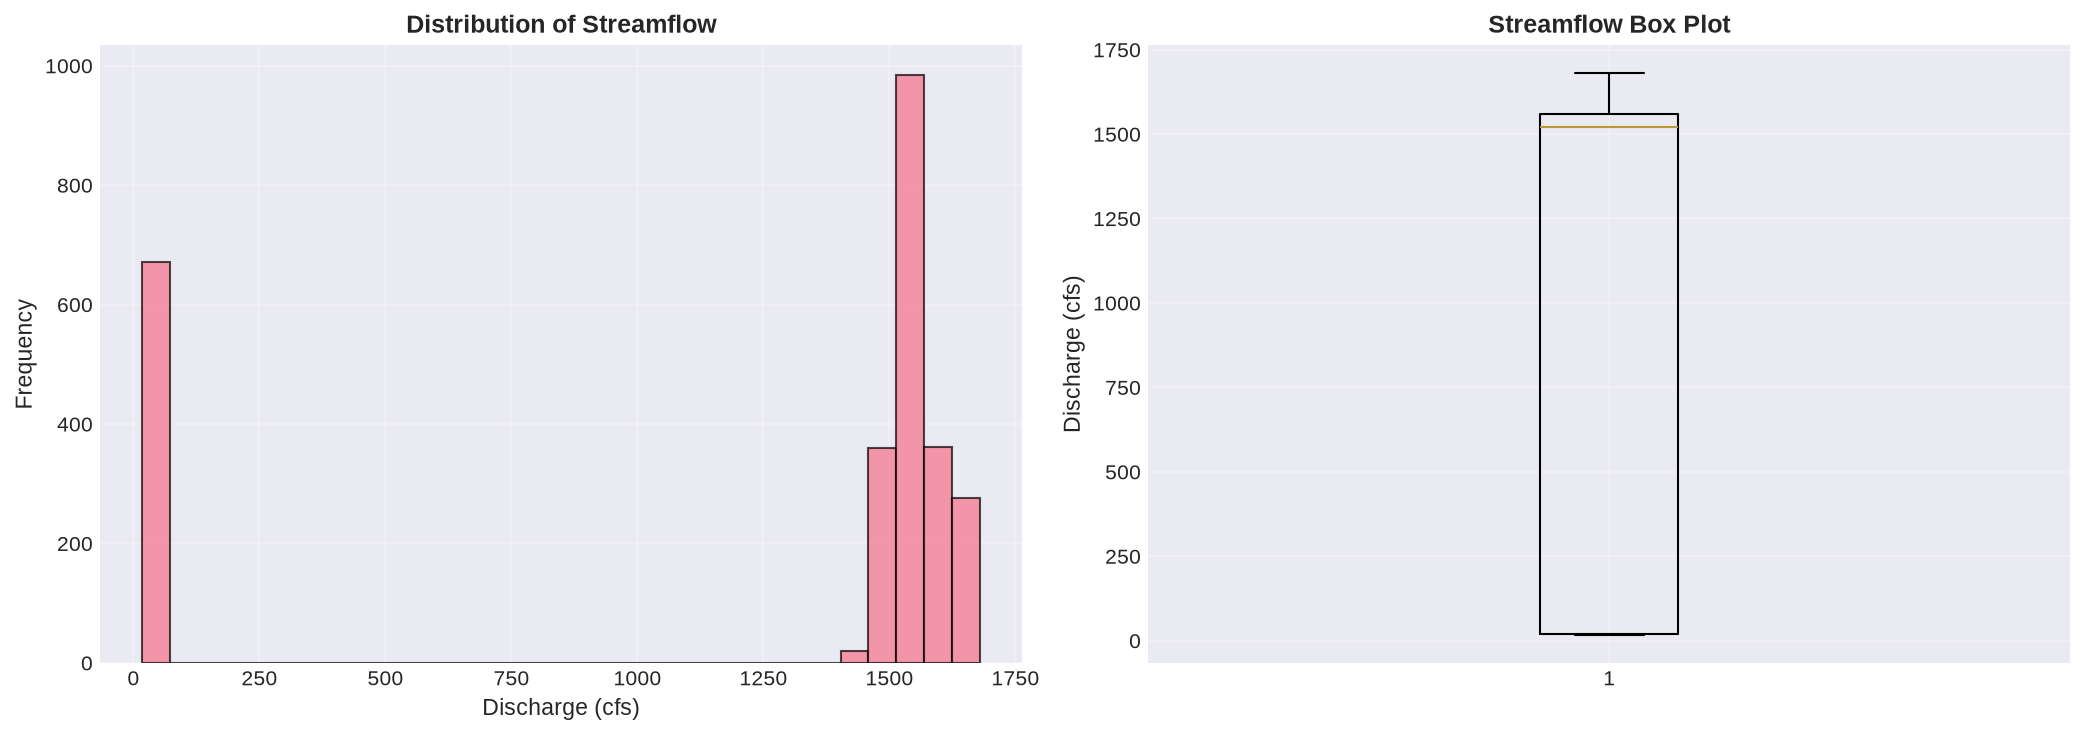 Distribution of Streamflow
1000
800
600
400
200
0
Frequency
0 250 500 750 1000 1250 1500 1750
Discharge (cfs)
Streamflow Box Plot
1750
1500
1250
1000
750
500
250
0
Discharge (cfs)
1